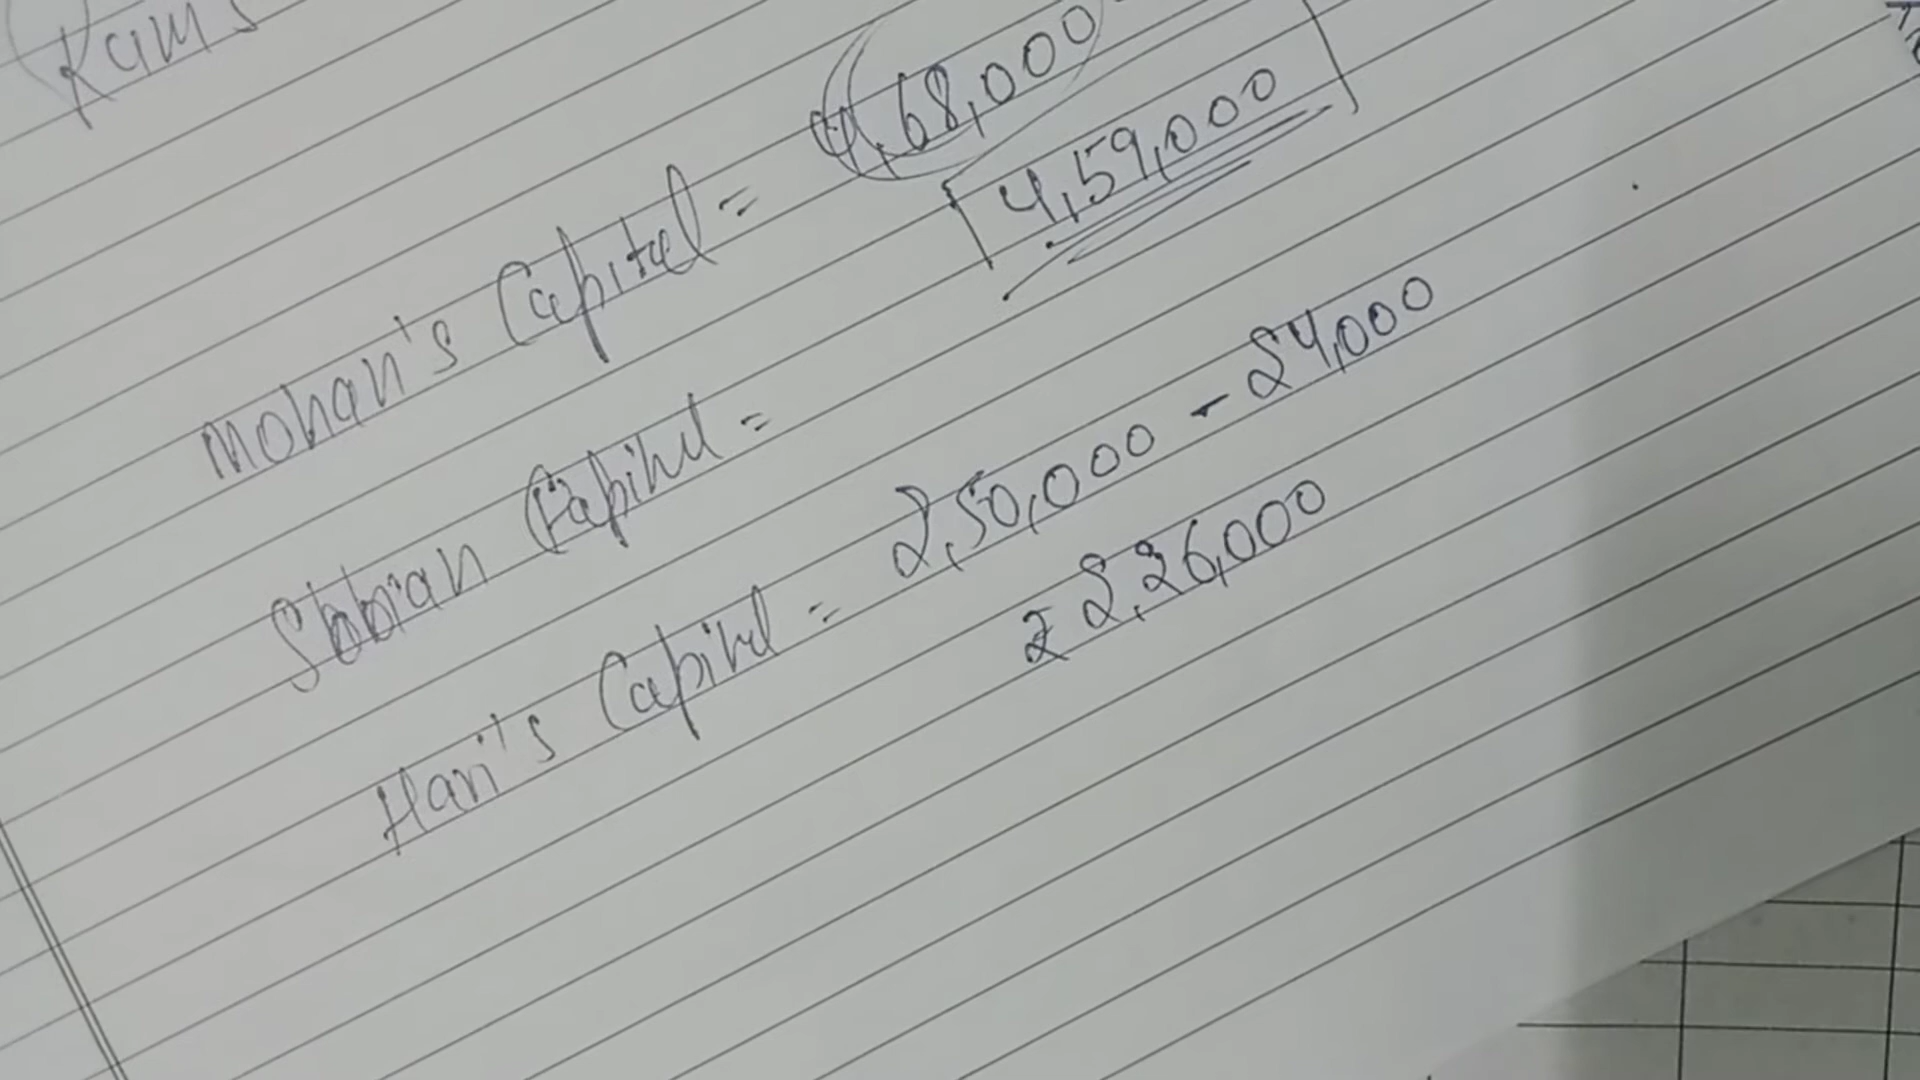 Ram's
Mohan's Capital = 4,68,000
4,59,000
Capital =
Hari's Capital = 2,50,000 - 24,000
= 2,26,000